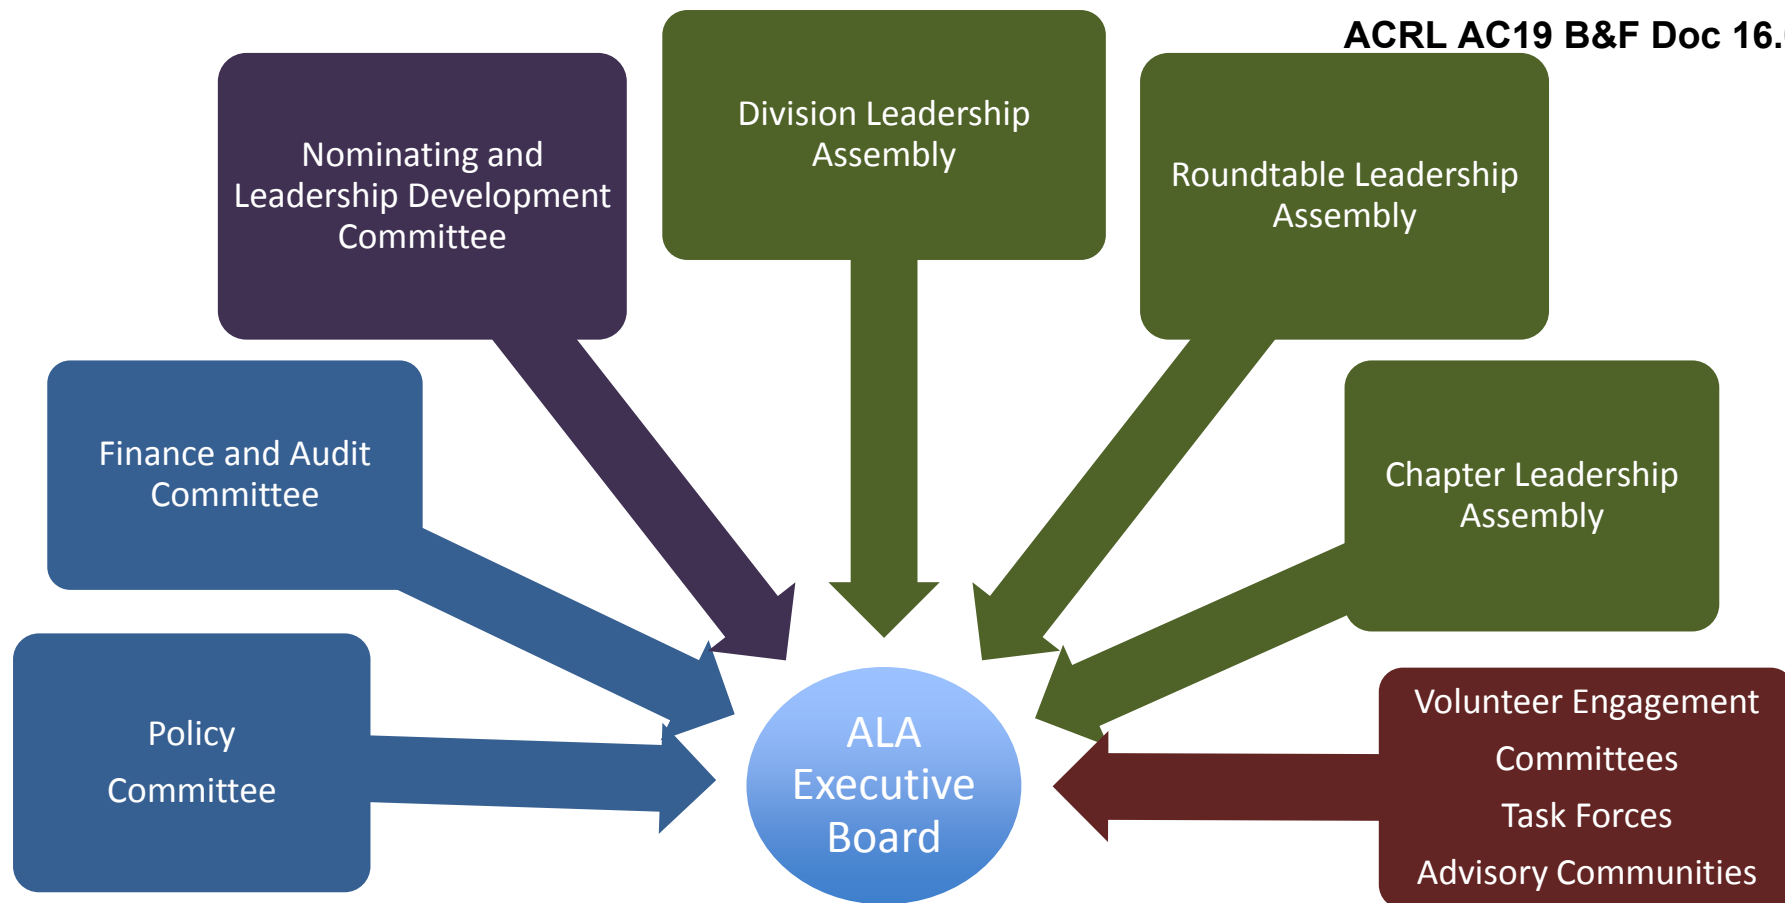 ACRL AC19 B&F Doc 16.
Division Leadership
Assembly
Nominating and
Leadership Development
Committee
Roundtable Leadership
Assembly
Finance and Audit
Committee
Chapter Leadership
Assembly
Policy
Committee
ALA
Executive
Board
Volunteer Engagement
Committees
Task Forces
Advisory Communities